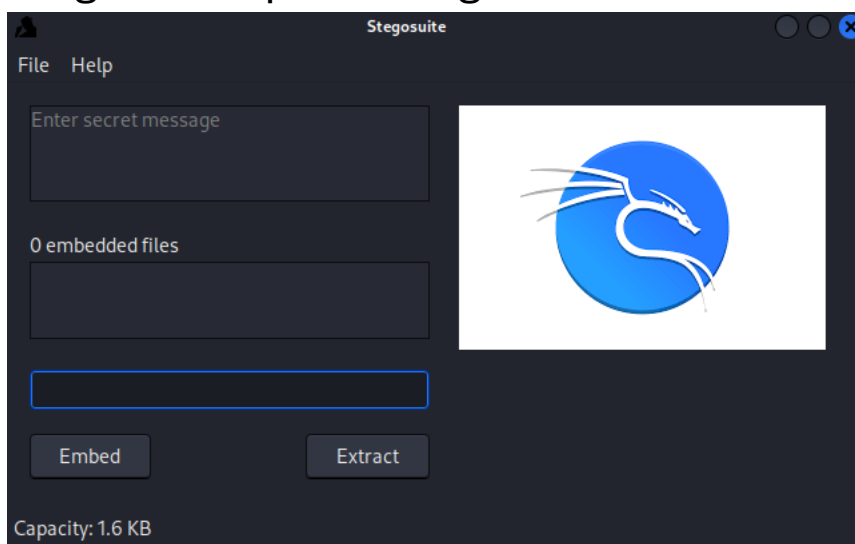 Stegosuite
File Help
Enter secret message
0 embedded files
Embed Extract
Capacity: 1.6 KB